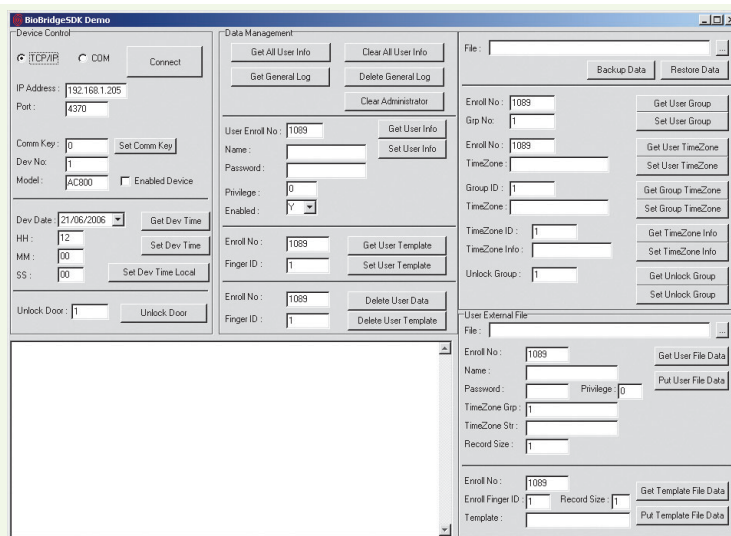 BioBridgeSDK Demo
Device Control
TCP/IP COM Connect
IP Address : 192.168.1.205
Port : 4370
Comm Key : 0 Set Comm Key
Dev No: 1
Model : AC800 Enabled Device
Dev Date : 21/06/2006 Get Dev Time
HH : 12
MM : 00 Set Dev Time
SS : 00 Set Dev Time Local
Unlock Door : 1 Unlock Door
Data Management
Get All User Info Clear All User Info
Get General Log Delete General Log
Clear Administrator
User Enroll No : 1089 Get User Info
Name : Set User Info
Password :
Privilege : 0
Enabled : Y
Enroll No : 1089 Get User Template
Finger ID : 1 Set User Template
Enroll No : 1089 Delete User Data
Finger ID : 1 Delete User Template
File : ...
Backup Data Restore Data
Enroll No : 1089 Get User Group
Grp No: 1 Set User Group
Enroll No : 1089 Get User TimeZone
TimeZone : Set User TimeZone
Group ID : 1 Get Group TimeZone
TimeZone : Set Group TimeZone
TimeZone ID : 1 Get TimeZone Info
TimeZone Info : Set TimeZone Info
Unlock Group : 1 Get Unlock Group
Set Unlock Group
User External File
File : ...
Enroll No : 1089 Get User File Data
Name :
Password : Privilege : 0 Put User File Data
TimeZone Grp : 1
TimeZone Str :
Record Size : 1
Enroll No : 1089 Get Template File Data
Enroll Finger ID : 1 Record Size : 1
Template : Put Template File Data